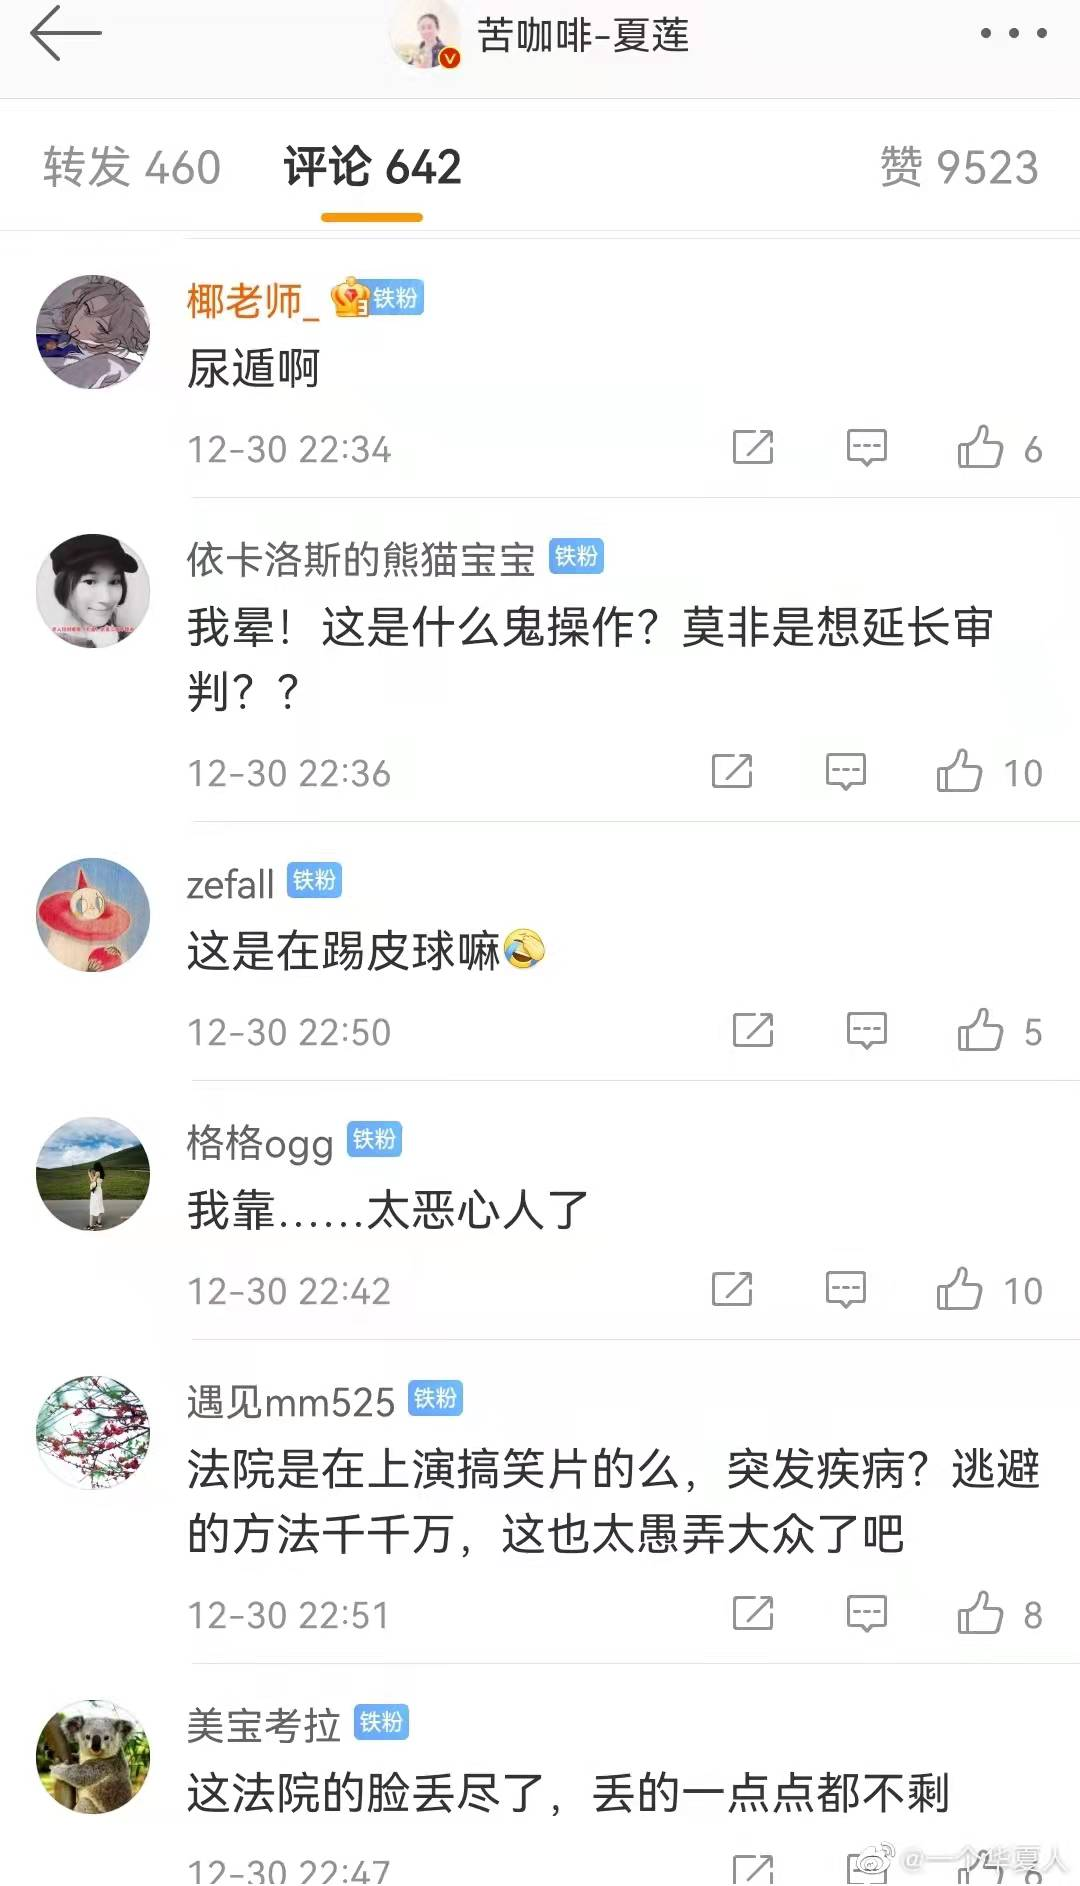 苦咖啡-夏莲
转发 460
评论 642
赞 9523
椰老师_ 铁粉
尿遁啊
12-30 22:34
6
依卡洛斯的熊猫宝宝 铁粉
我晕！这是什么鬼操作？莫非是想延长审
判？？
12-30 22:36
10
zefall 铁粉
这是在踢皮球嘛🤣
12-30 22:50
5
格格ogg 铁粉
我靠……太恶心人了
12-30 22:42
10
遇见mm525 铁粉
法院是在上演搞笑片的么，突发疾病？逃避
的方法千千万，这也太愚弄大众了吧
12-30 22:51
8
美宝考拉 铁粉
这法院的脸丢尽了，丢的一点点都不剩
12-30 22:47
6
@一个华夏人